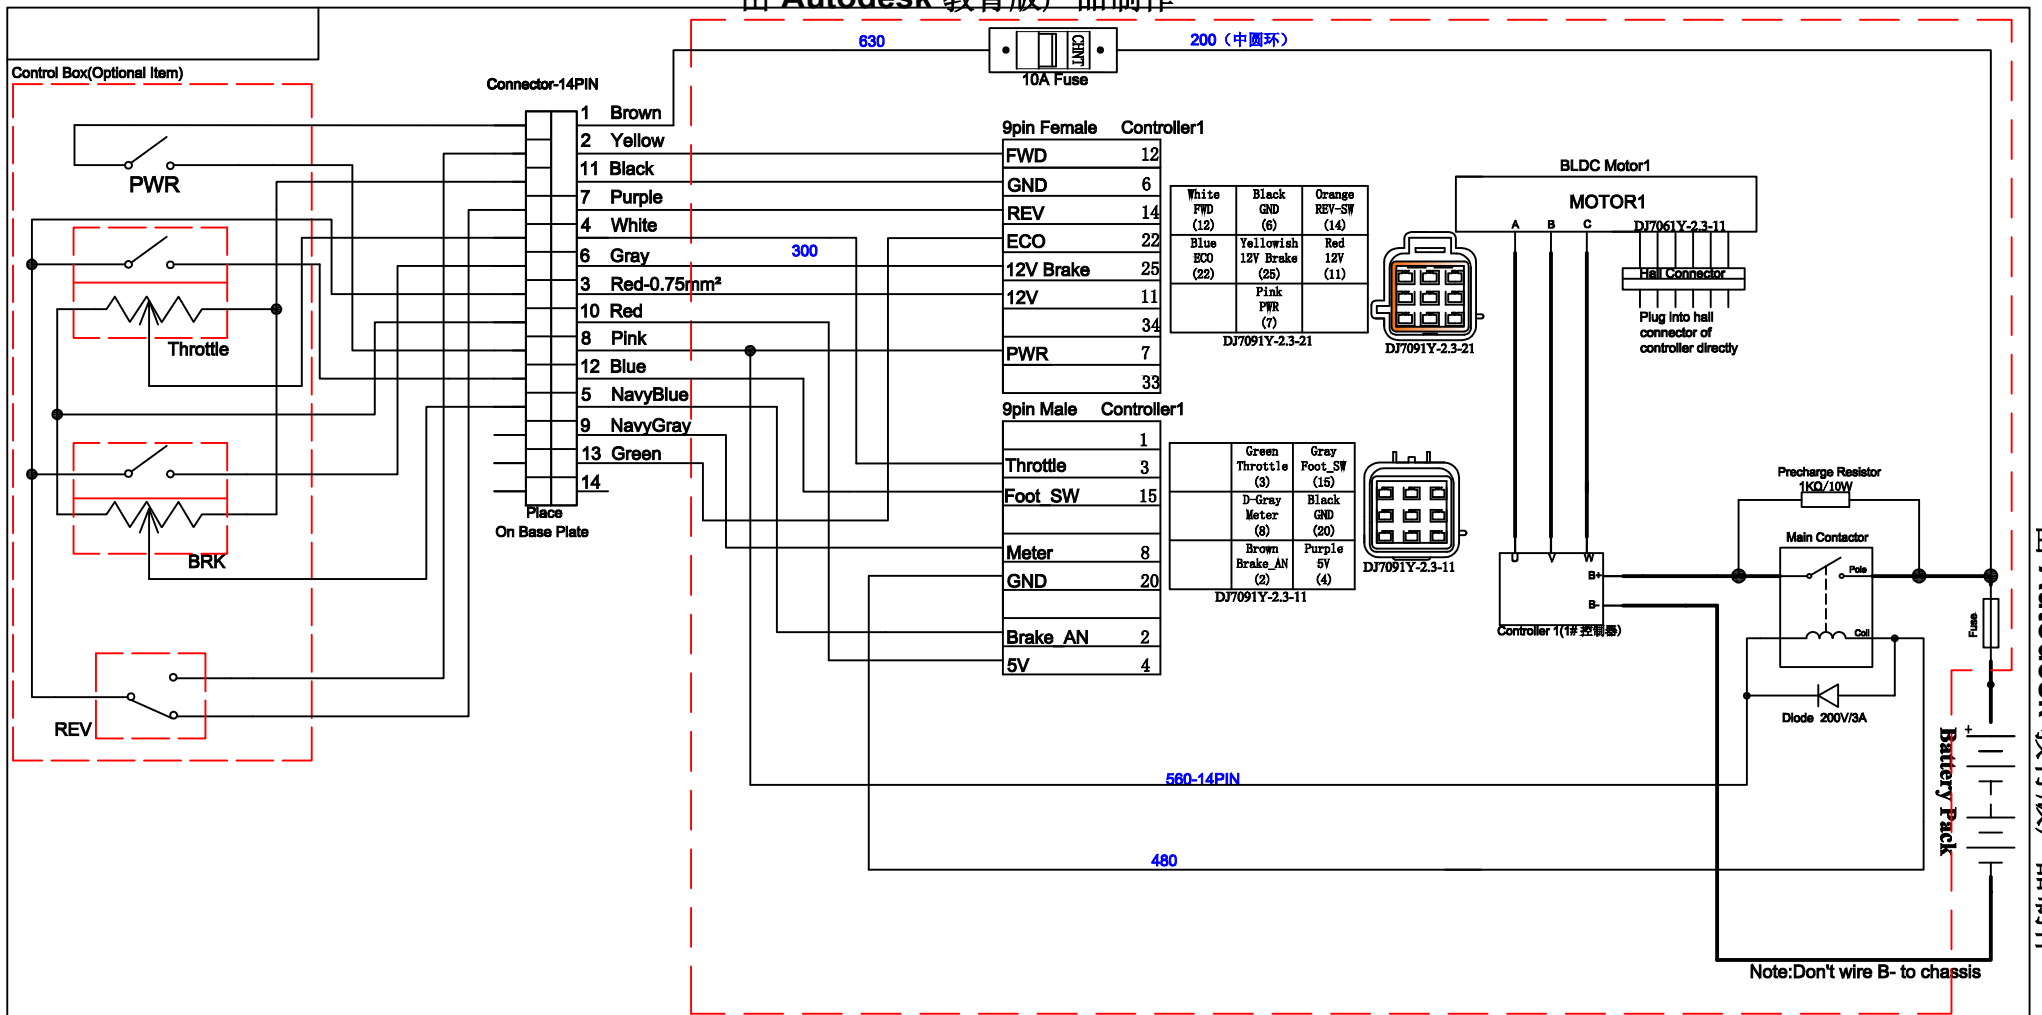 Autodesk
Control Box(Optional Item)
PWR
Throttle
BRK
REV
Connector-14PIN
1 Brown
2 Yellow
11 Black
7 Purple
4 White
6 Gray
3 Red-0.75mm²
10 Red
8 Pink
12 Blue
5 NavyBlue
9 NavyGray
13 Green
14
Place
On Base Plate
630
200（中圆环）
CHNT
10A Fuse
300
9pin Female Controller1
FWD 12
GND 6
REV 14
ECO 22
12V Brake 25
12V 11
34
PWR 7
33
9pin Male Controller1
1
Throttle 3
Foot_SW 15
Meter 8
GND 20
Brake_AN 2
5V 4
White Black Orange
FWD GND REV-SW
(12) (6) (14)
Blue Yellowish Red
ECO 12V Brake 12V
(22) (25) (11)
Pink
PWR
(7)
DJ7091Y-2.3-21
DJ7091Y-2.3-21
Green Gray
Throttle Foot_SW
(3) (15)
D-Gray Black
Meter GND
(8) (20)
Brown Purple
Brake_AN 5V
(2) (4)
DJ7091Y-2.3-11
DJ7091Y-2.3-11
BLDC Motor1
MOTOR1
A B C
DJ7061Y-2.3-11
Hall Connector
Plug into hall
connector of
controller directly
U V W
B+
B-
Controller 1(1# 控制器)
Precharge Resistor
1KΩ/10W
Main Contactor
Pole
Coil
Diode 200V/3A
Fuse
+
Battery Pack
560-14PIN
480
Note:Don't wire B- to chassis